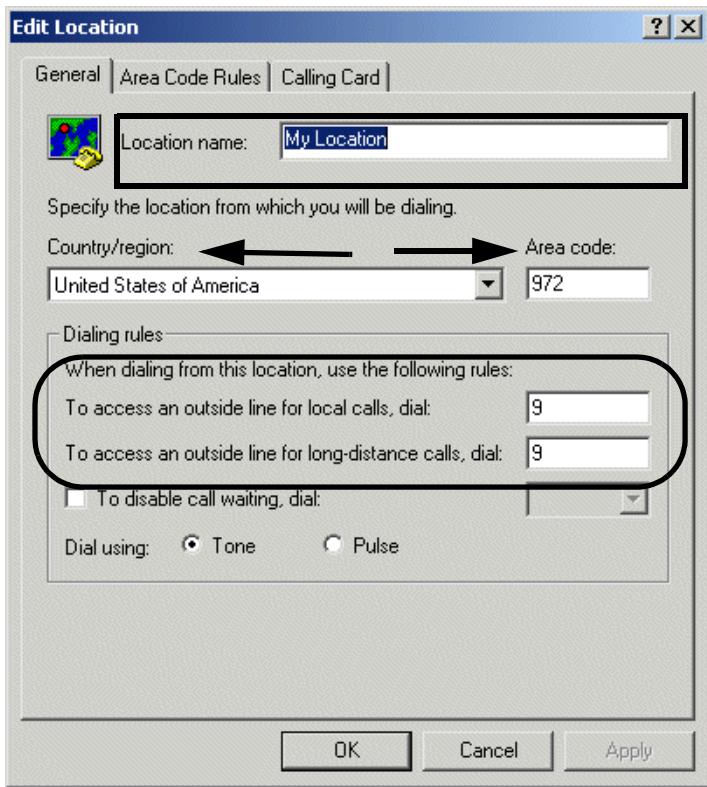 Edit Location
General Area Code Rules Calling Card
Location name: My Location
Specify the location from which you will be dialing.
Country/region: Area code:
United States of America 972
Dialing rules
When dialing from this location, use the following rules:
To access an outside line for local calls, dial: 9
To access an outside line for long-distance calls, dial: 9
To disable call waiting, dial:
Dial using: Tone Pulse
OK Cancel Apply